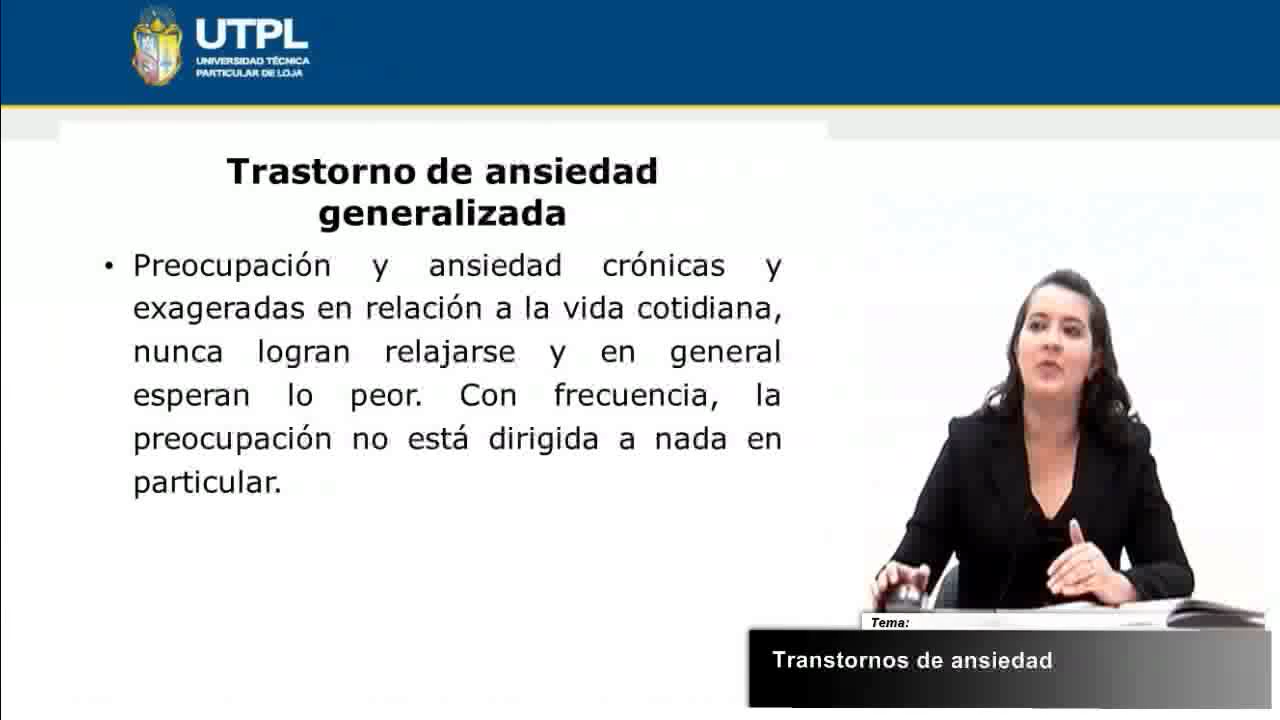 UTPL
UNIVERSIDAD TÉCNICA
PARTICULAR DE LOJA
Trastorno de ansiedad
generalizada
• Preocupación y ansiedad crónicas y
exageradas en relación a la vida cotidiana,
nunca logran relajarse y en general
esperan lo peor. Con frecuencia, la
preocupación no está dirigida a nada en
particular.
Tema:
Transtornos de ansiedad